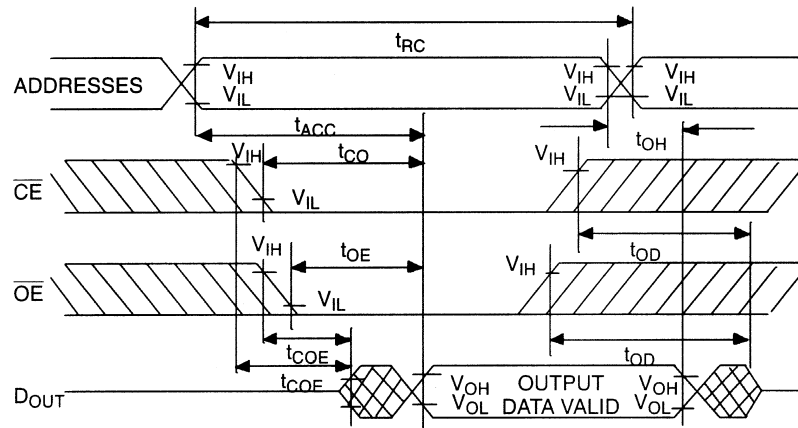 tRC
ADDRESSES
VIH VIH VIH
VIL VIL VIL
tACC
tOH
VIH tCO VIH
CE
VIL
VIH tOE VIH tOD
OE
VIL
tCOE tOD
tCOE VOH OUTPUT VOH
DOUT VOL DATA VALID VOL